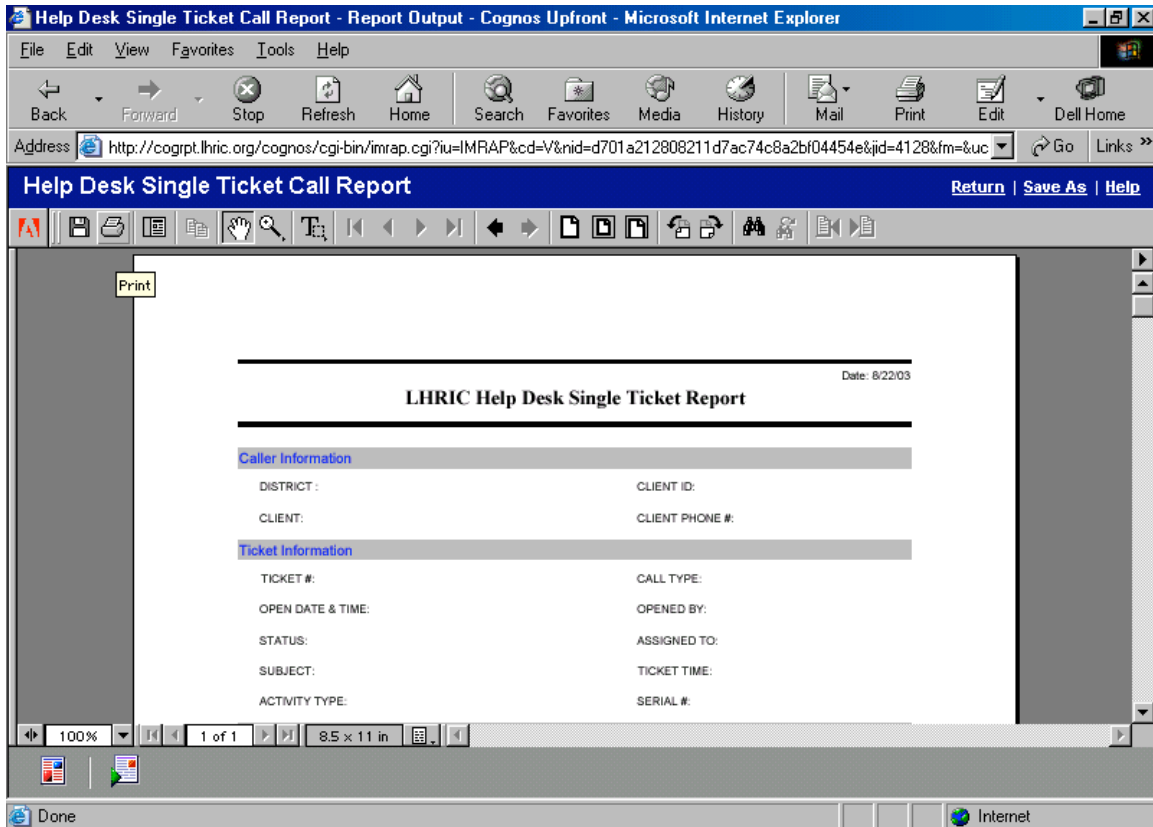 Help Desk Single Ticket Call Report - Report Output - Cognos Upfront - Microsoft Internet Explorer
File Edit View Favorites Tools Help
Back Forward Stop Refresh Home Search Favorites Media History Mail Print Edit Dell Home
Address http://cogrpt.lhric.org/cognos/cgi-bin/imrap.cgi?iu=IMRAP&cd=V&nid=d701a212808211d7ac74c8a2bf04454e&jid=4128&fm=&uc Go Links »
Help Desk Single Ticket Call Report Return | Save As | Help
Print
Date: 8/22/03
LHRIC Help Desk Single Ticket Report
Caller Information
DISTRICT : CLIENT ID:
CLIENT: CLIENT PHONE #:
Ticket Information
TICKET #: CALL TYPE:
OPEN DATE & TIME: OPENED BY:
STATUS: ASSIGNED TO:
SUBJECT: TICKET TIME:
ACTIVITY TYPE: SERIAL #:
100% 1 of 1 8.5 x 11 in
Done Internet